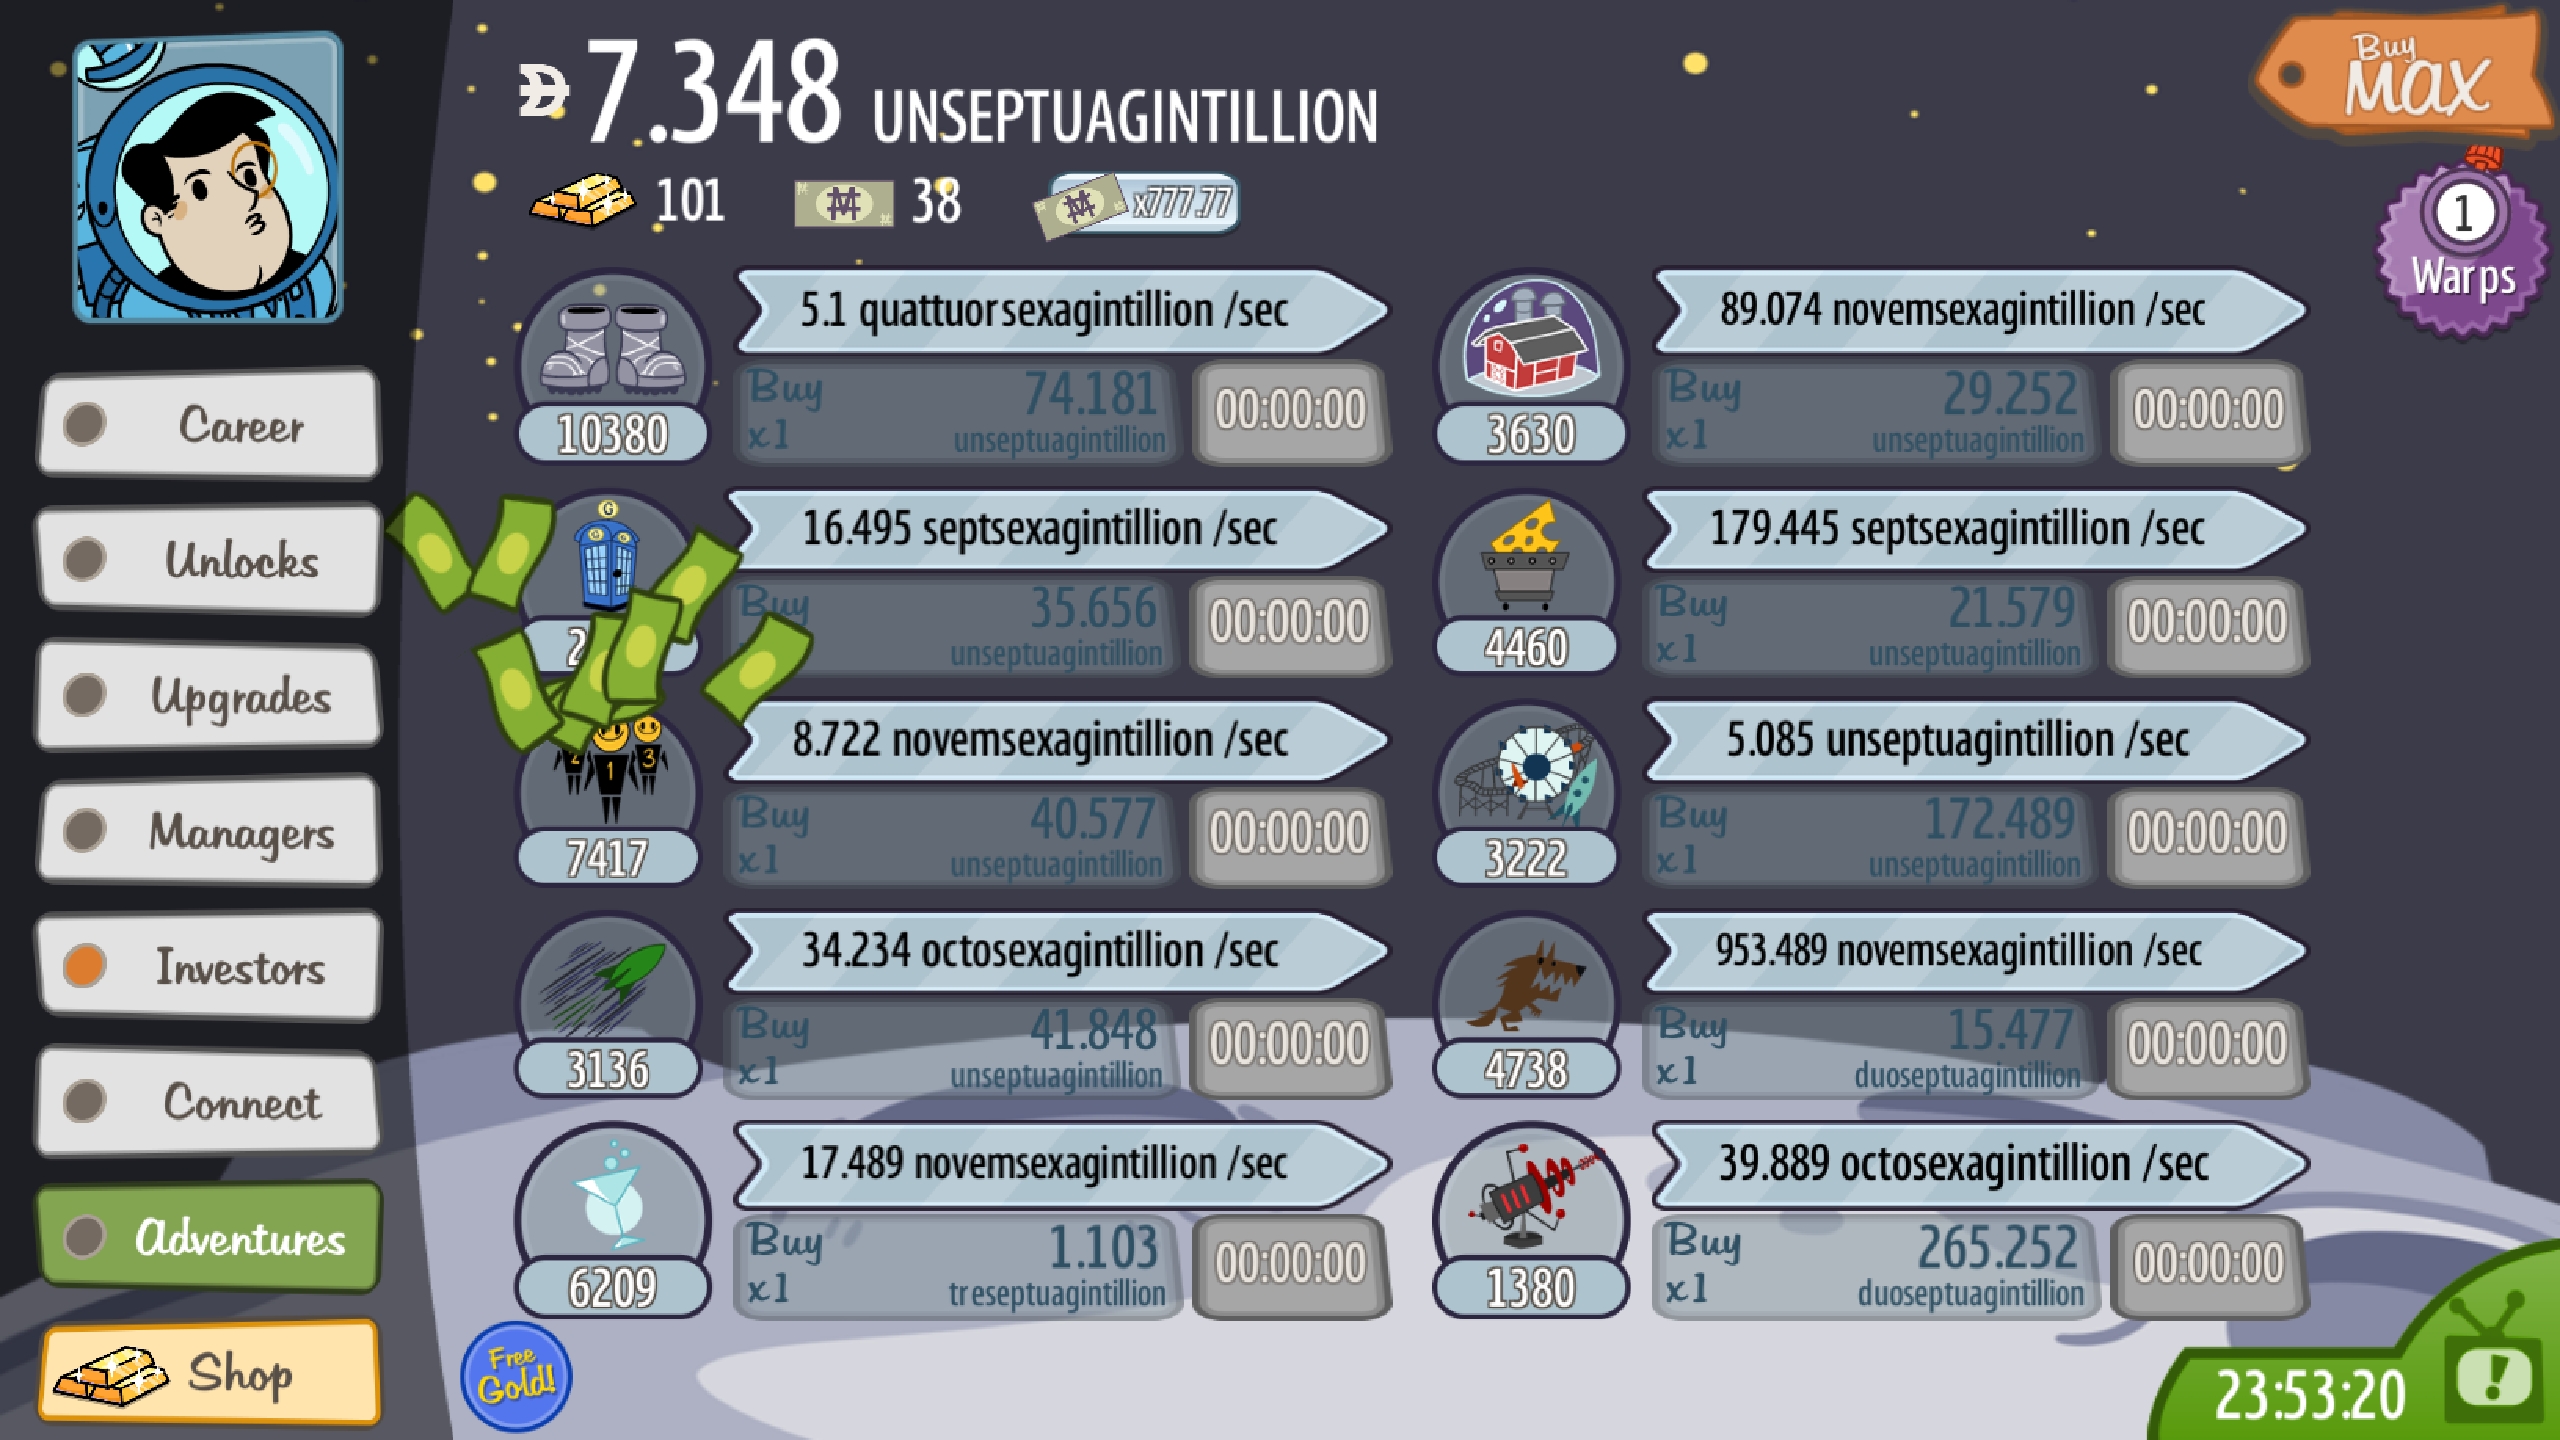 7.348 UNSEPTUAGINTILLION
Buy
MAX
101 38 x777.77
1
Warps
5.1 quattuorsexagintillion /sec
Buy 74.181
x1 unseptuagintillion
00:00:00
10380
89.074 novemsexagintillion /sec
Buy 29.252
x1 unseptuagintillion
00:00:00
3630
16.495 septsexagintillion /sec
Buy 35.656
unseptuagintillion
00:00:00
179.445 septsexagintillion /sec
Buy 21.579
x1 unseptuagintillion
00:00:00
4460
8.722 novemsexagintillion /sec
2 1 3
Buy 40.577
x1 unseptuagintillion
00:00:00
7417
5.085 unseptuagintillion /sec
Buy 172.489
x1 unseptuagintillion
00:00:00
3222
34.234 octosexagintillion /sec
Buy 41.848
x1 unseptuagintillion
00:00:00
3136
953.489 novemsexagintillion /sec
Buy 15.477
x1 duoseptuagintillion
00:00:00
4738
17.489 novemsexagintillion /sec
Buy 1.103
x1 treseptuagintillion
00:00:00
6209
39.889 octosexagintillion /sec
Buy 265.252
x1 duoseptuagintillion
00:00:00
1380
Career
Unlocks
Upgrades
Managers
Investors
Connect
Adventures
Shop
Free
Gold!
23:53:20
!